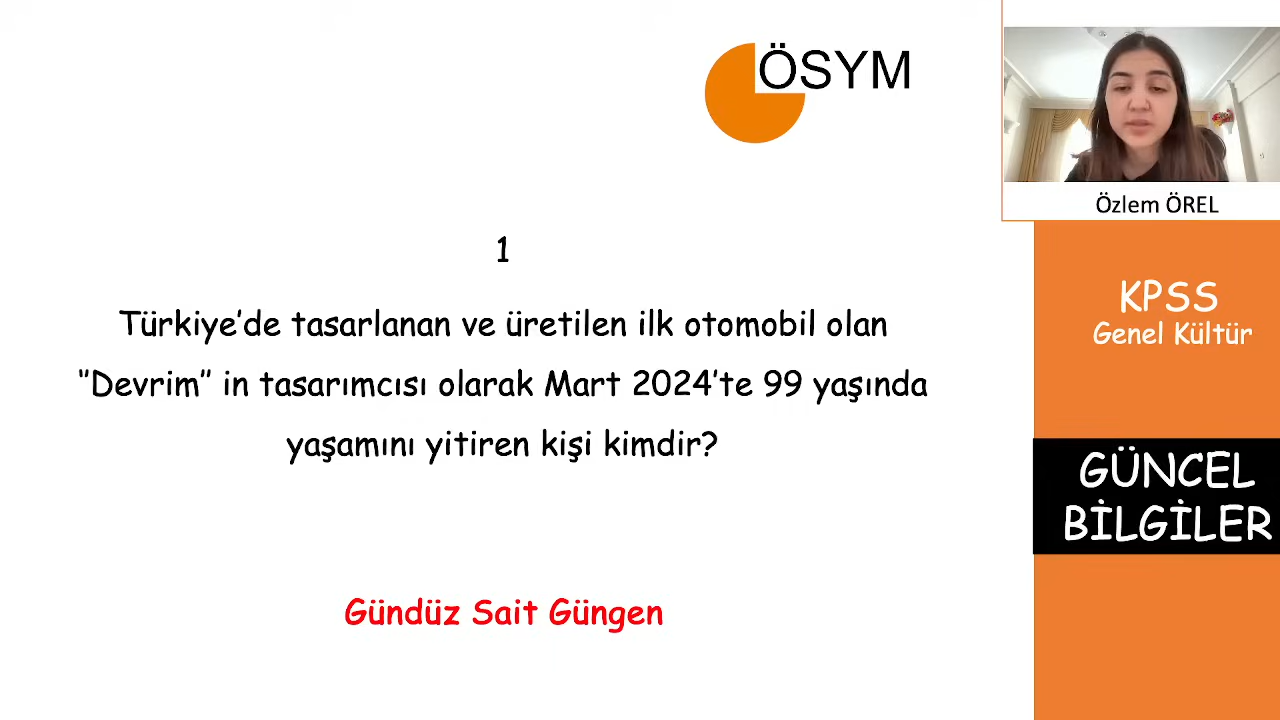 ÖSYM
Özlem ÖREL
1
Türkiye'de tasarlanan ve üretilen ilk otomobil olan
“Devrim” in tasarımcısı olarak Mart 2024'te 99 yaşında
yaşamını yitiren kişi kimdir?
Gündüz Sait Güngen
KPSS
Genel Kültür
GÜNCEL
BİLGİLER